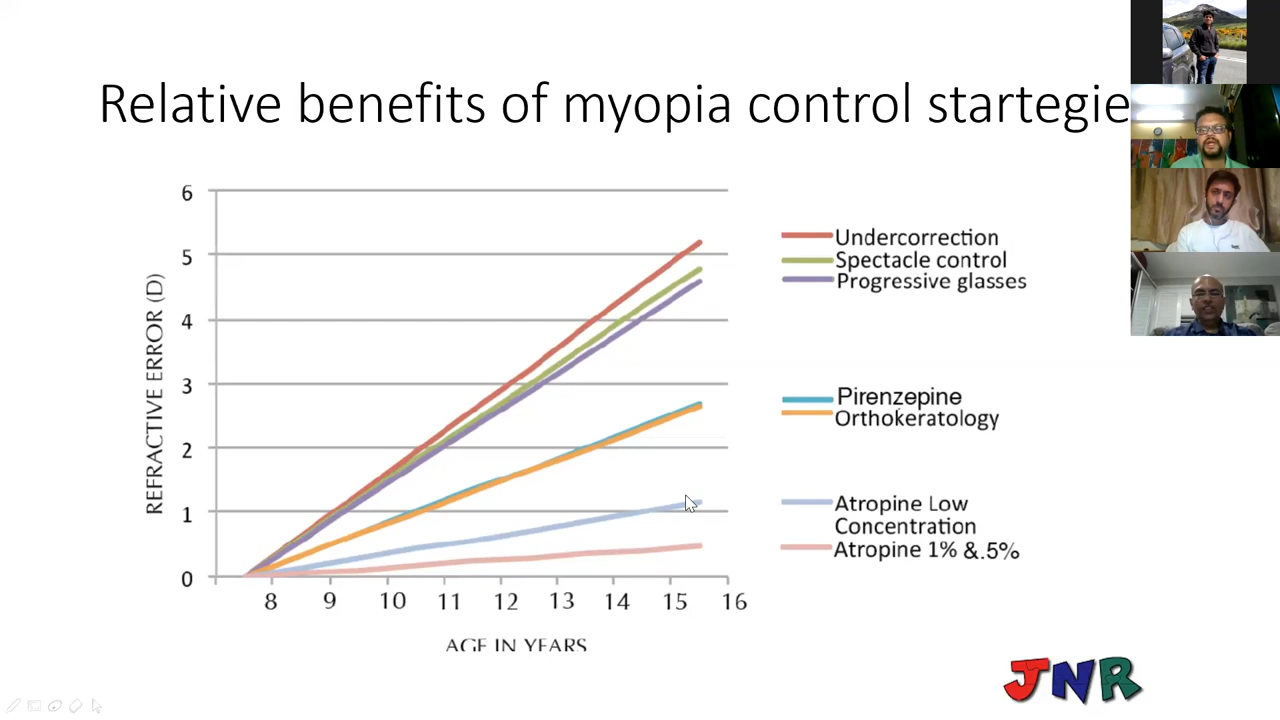 Relative benefits of myopia control startegie
6
5
4
3
2
1
0
REFRACTIVE ERROR (D)
8 9 10 11 12 13 14 15 16
AGE IN YEARS
Undercorrection
Spectacle control
Progressive glasses
Pirenzepine
Orthokeratology
Atropine Low
Concentration
Atropine 1% &.5%
JNR